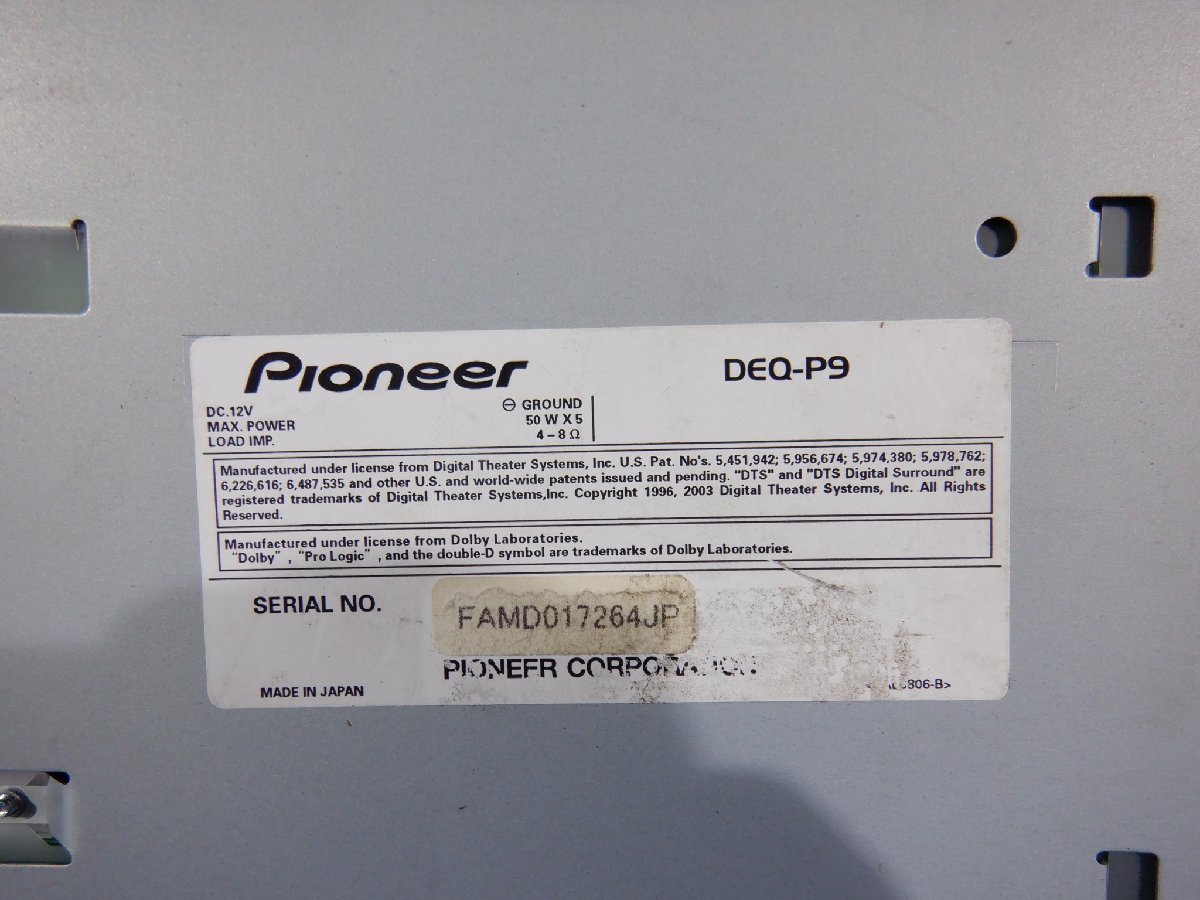 Pioneer
DEQ-P9
DC.12V ⊖ GROUND
MAX. POWER 50 W X 5
LOAD IMP. 4 – 8 Ω
Manufactured under license from Digital Theater Systems, Inc. U.S. Pat. No's. 5,451,942; 5,956,674; 5,974,380; 5,978,762;
6,226,616; 6,487,535 and other U.S. and world-wide patents issued and pending. "DTS" and "DTS Digital Surround" are
registered trademarks of Digital Theater Systems,Inc. Copyright 1996, 2003 Digital Theater Systems, Inc. All Rights
Reserved.
Manufactured under license from Dolby Laboratories.
"Dolby" , "Pro Logic" , and the double-D symbol are trademarks of Dolby Laboratories.
SERIAL NO. FAMD017264JP
PIONEER CORPORATION
MADE IN JAPAN